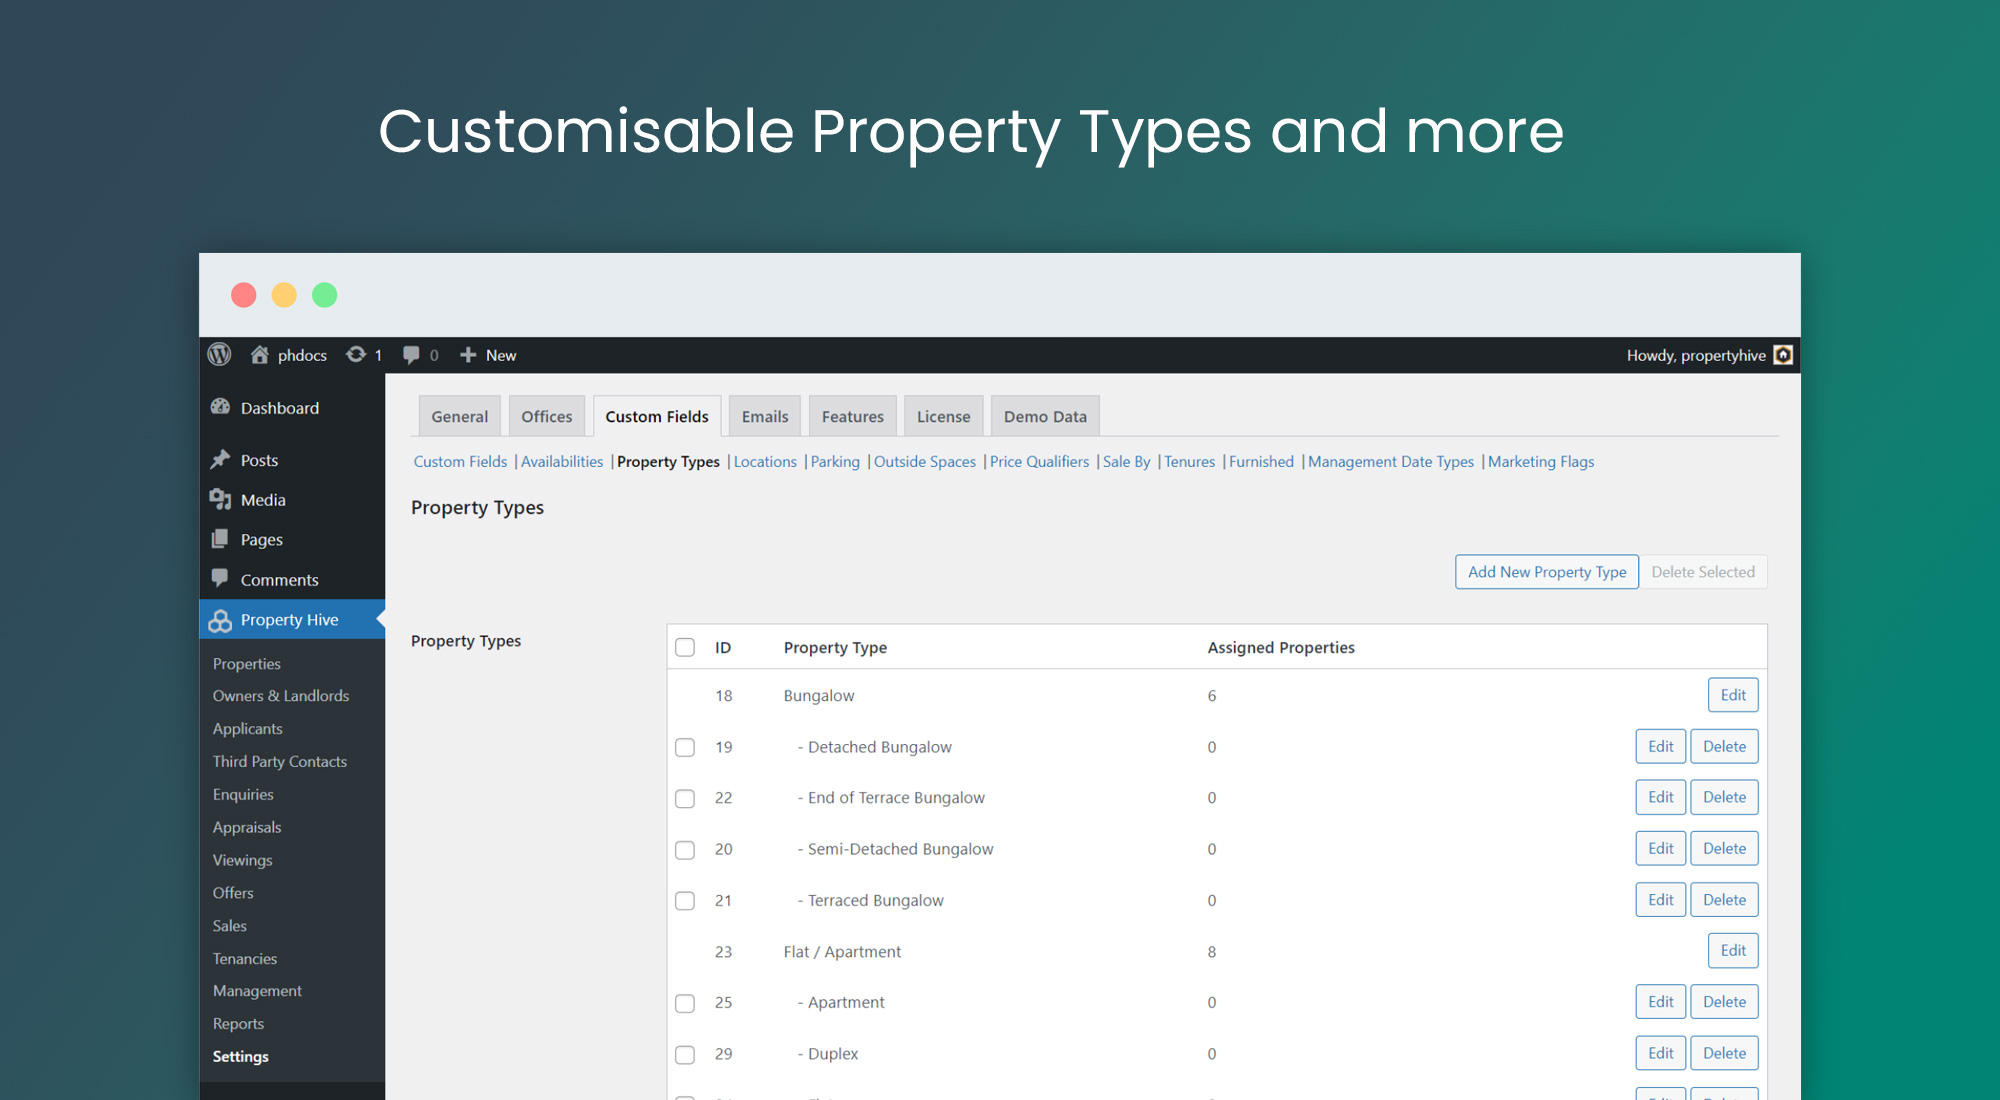 Customisable Property Types and more
phdocs 1 0 New Howdy, propertyhive
Dashboard
Posts
Media
Pages
Comments
Property Hive
Properties
Owners & Landlords
Applicants
Third Party Contacts
Enquiries
Appraisals
Viewings
Offers
Sales
Tenancies
Management
Reports
Settings
General Offices Custom Fields Emails Features License Demo Data
Custom Fields | Availabilities | Property Types | Locations | Parking | Outside Spaces | Price Qualifiers | Sale By | Tenures | Furnished | Management Date Types | Marketing Flags
Property Types
Add New Property Type Delete Selected
Property Types
ID Property Type Assigned Properties
18 Bungalow 6 Edit
19 - Detached Bungalow 0 Edit Delete
22 - End of Terrace Bungalow 0 Edit Delete
20 - Semi-Detached Bungalow 0 Edit Delete
21 - Terraced Bungalow 0 Edit Delete
23 Flat / Apartment 8 Edit
25 - Apartment 0 Edit Delete
29 - Duplex 0 Edit Delete